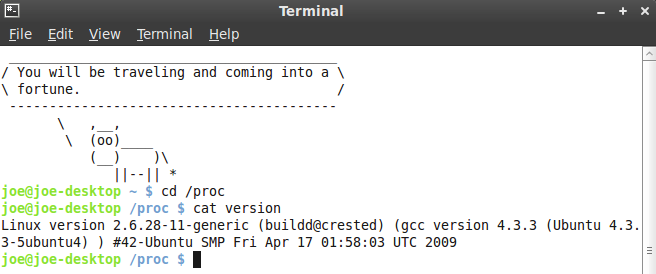 Terminal
File Edit View Terminal Help
 _________________________________________
/ You will be traveling and coming into a \
\ fortune.                                /
 -----------------------------------------
       \   ,__,
        \  (oo)____
           (__)    )\
              ||--|| *
joe@joe-desktop ~ $ cd /proc
joe@joe-desktop /proc $ cat version
Linux version 2.6.28-11-generic (buildd@crested) (gcc version 4.3.3 (Ubuntu 4.3.
3-5ubuntu4) ) #42-Ubuntu SMP Fri Apr 17 01:58:03 UTC 2009
joe@joe-desktop /proc $